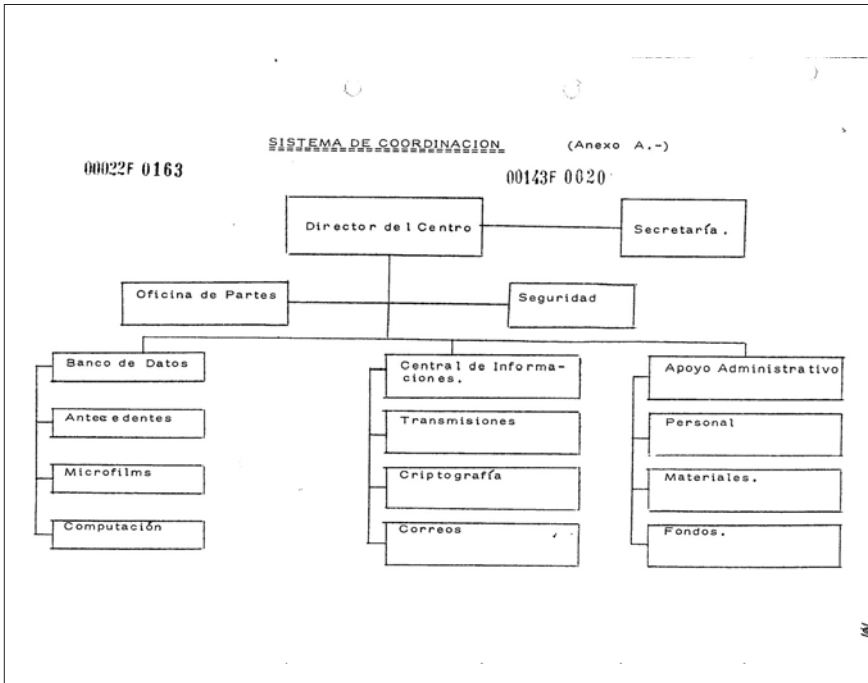 SISTEMA DE COORDINACION (Anexo A.-)
00022F 0163
00143F 0020
Director del Centro
Secretaría.
Oficina de Partes
Seguridad
Banco de Datos
Central de Informa-
ciones.
Apoyo Administrativo
Antecedentes
Transmisiones
Personal
Microfilms
Criptografía
Materiales.
Computación
Correos
Fondos.